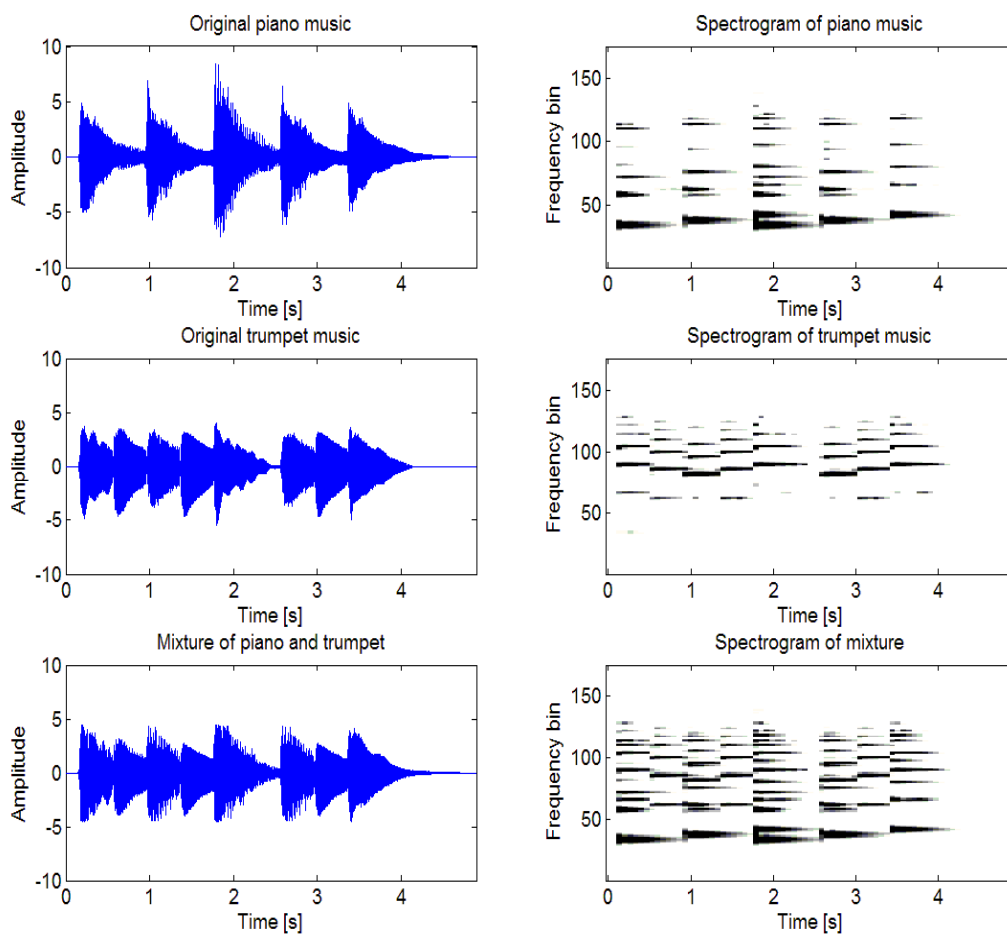 Original piano music
10
5
0
-5
-10
Amplitude
0 1 2 3 4
Time [s]
Spectrogram of piano music
150
100
50
Frequency bin
0 1 2 3 4
Time [s]
Original trumpet music
10
5
0
-5
-10
Amplitude
0 1 2 3 4
Time [s]
Spectrogram of trumpet music
150
100
50
Frequency bin
0 1 2 3 4
Time [s]
Mixture of piano and trumpet
10
5
0
-5
-10
Amplitude
0 1 2 3 4
Time [s]
Spectrogram of mixture
150
100
50
Frequency bin
0 1 2 3 4
Time [s]